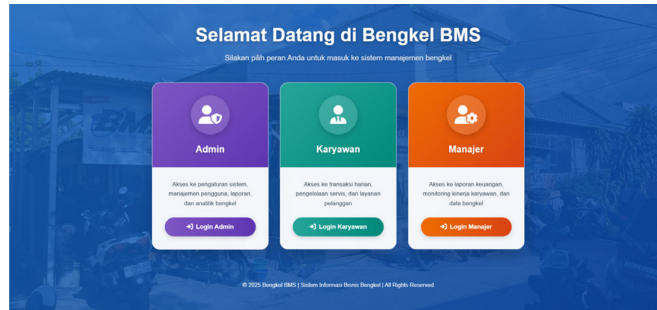 Selamat Datang di Bengkel BMS
Silakan pilih peran Anda untuk masuk ke sistem manajemen bengkel
Admin
Akses ke pengaturan sistem,
manajemen pengguna, laporan,
dan analitik bengkel
Login Admin
Karyawan
Akses ke transaksi harian,
pengelolaan servis, dan layanan
pelanggan
Login Karyawan
Manajer
Akses ke laporan keuangan,
monitoring kinerja karyawan, dan
data bengkel
Login Manajer
© 2025 Bengkel BMS | Sistem Informasi Bisnis Bengkel | All Rights Reserved